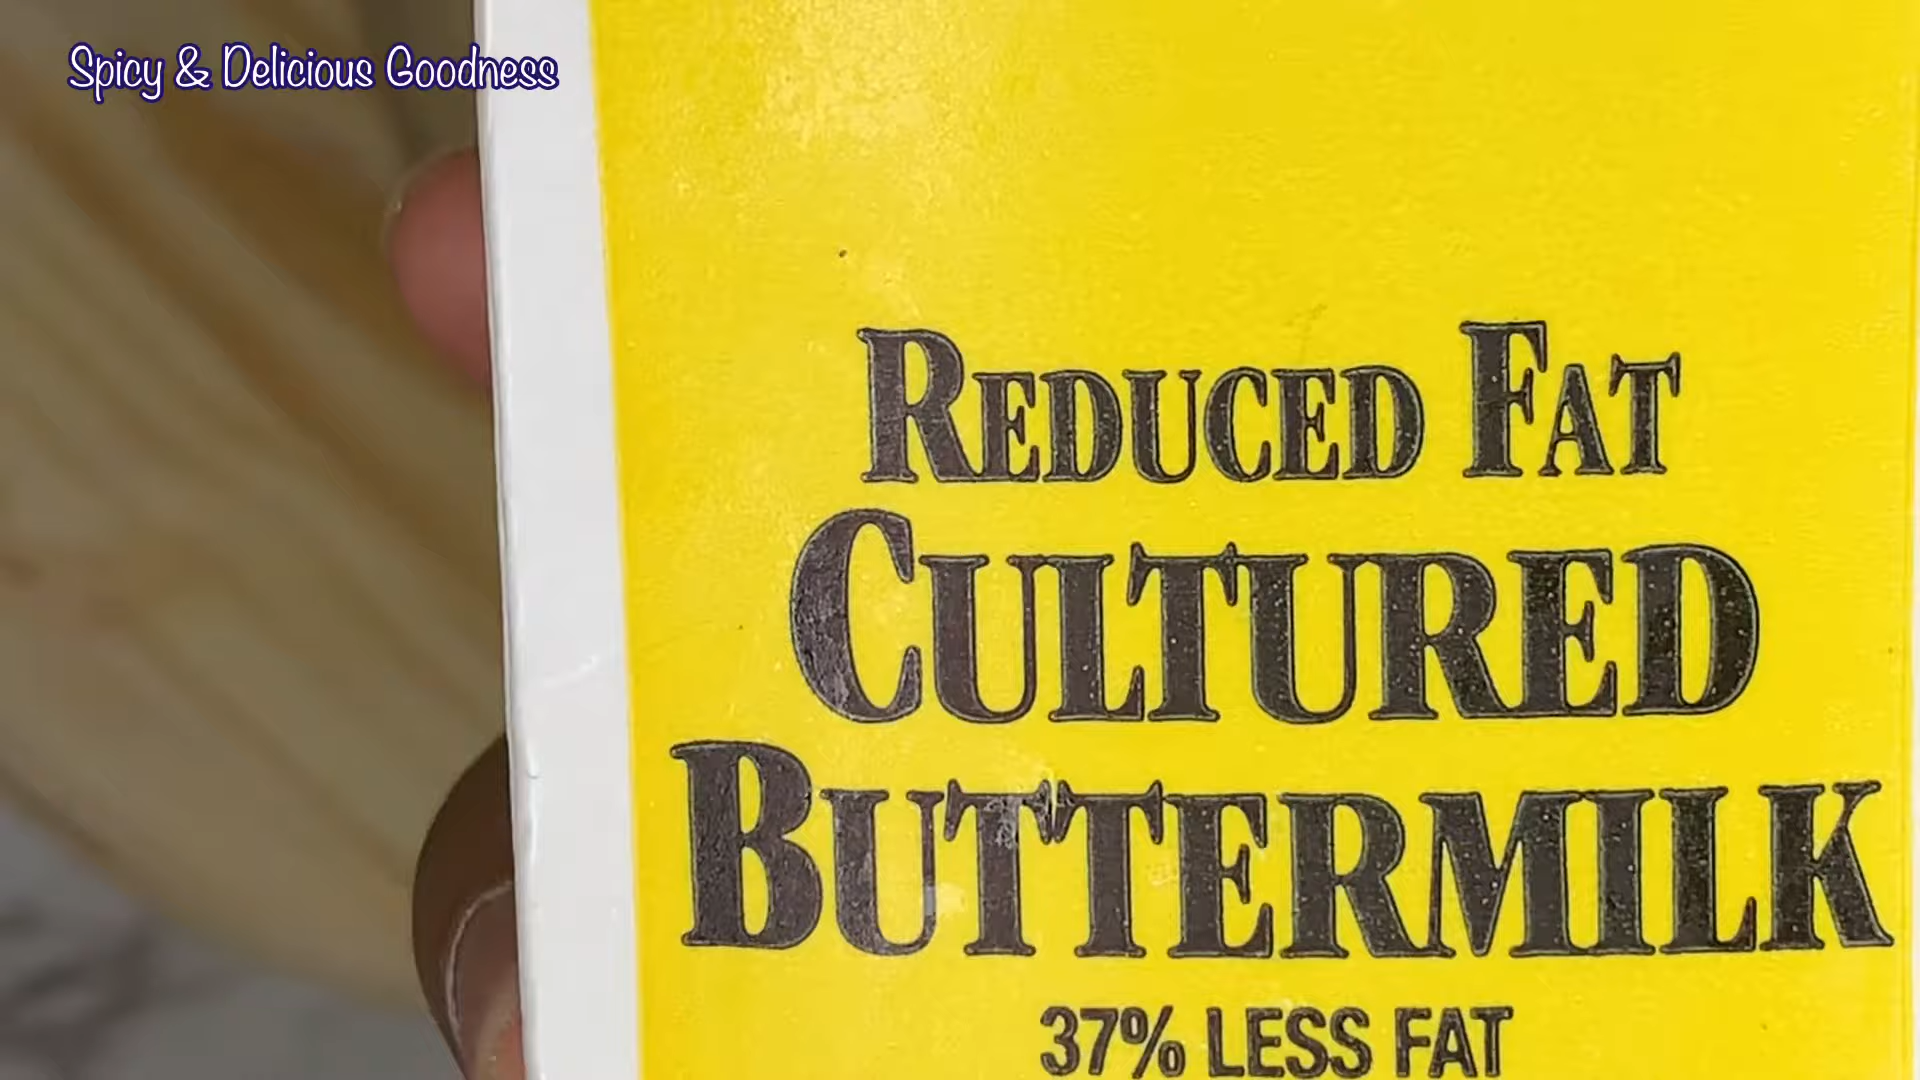 Spicy & Delicious Goodness
REDUCED FAT
CULTURED
BUTTERMILK
37% LESS FAT